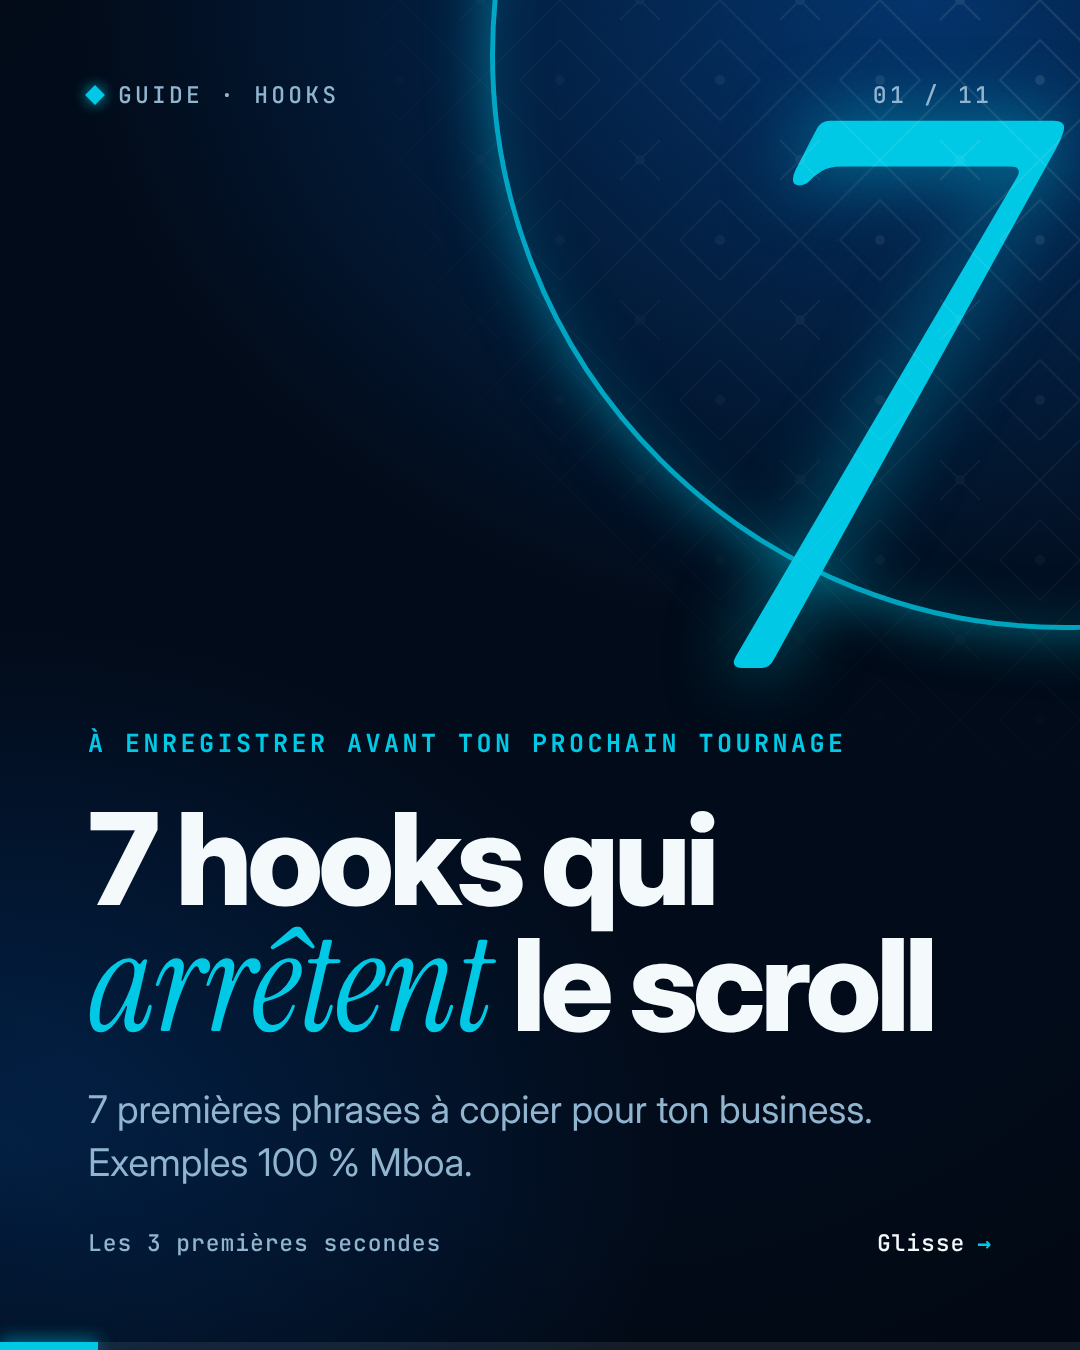 GUIDE · HOOKS
01 / 11
7
À ENREGISTRER AVANT TON PROCHAIN TOURNAGE
7 hooks qui
arrêtent le scroll
7 premières phrases à copier pour ton business.
Exemples 100 % Mboa.
Les 3 premières secondes
Glisse →